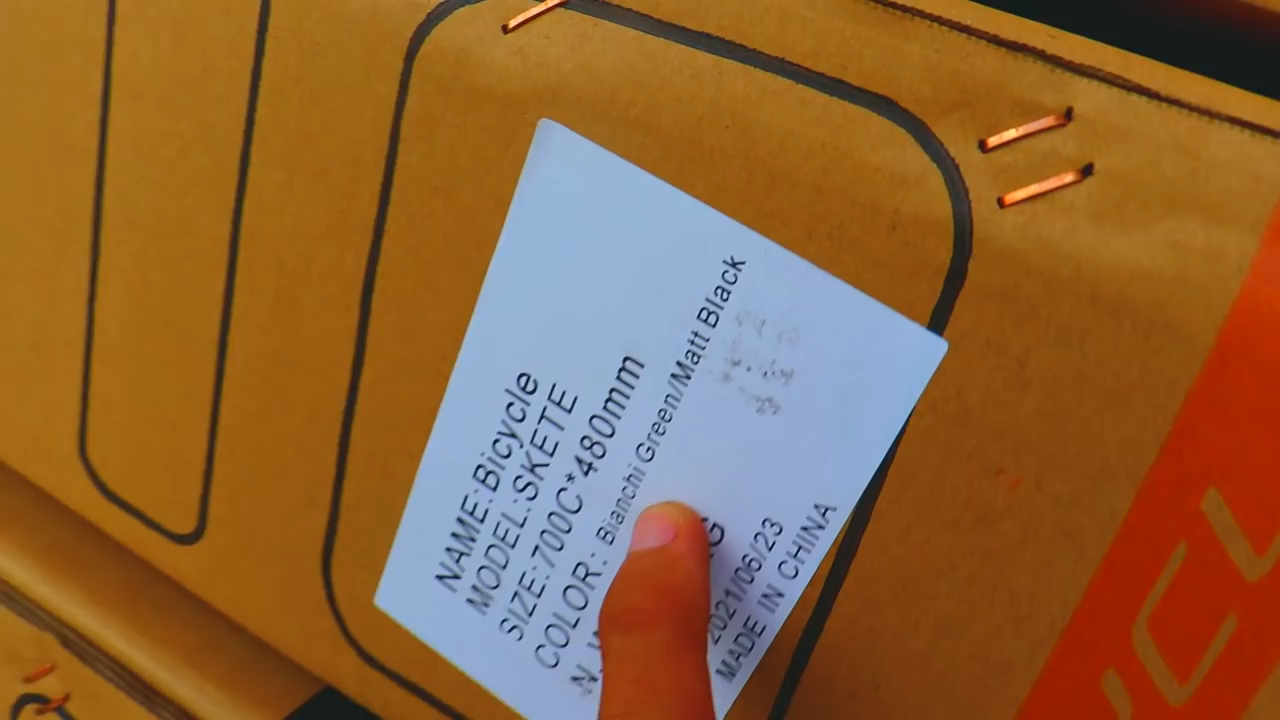 NAME:Bicycle
MODEL:SKETE
SIZE:700C*480mm
COLOR: Bianchi Green/Matt Black
N.
2021/06/23
MADE IN CHINA